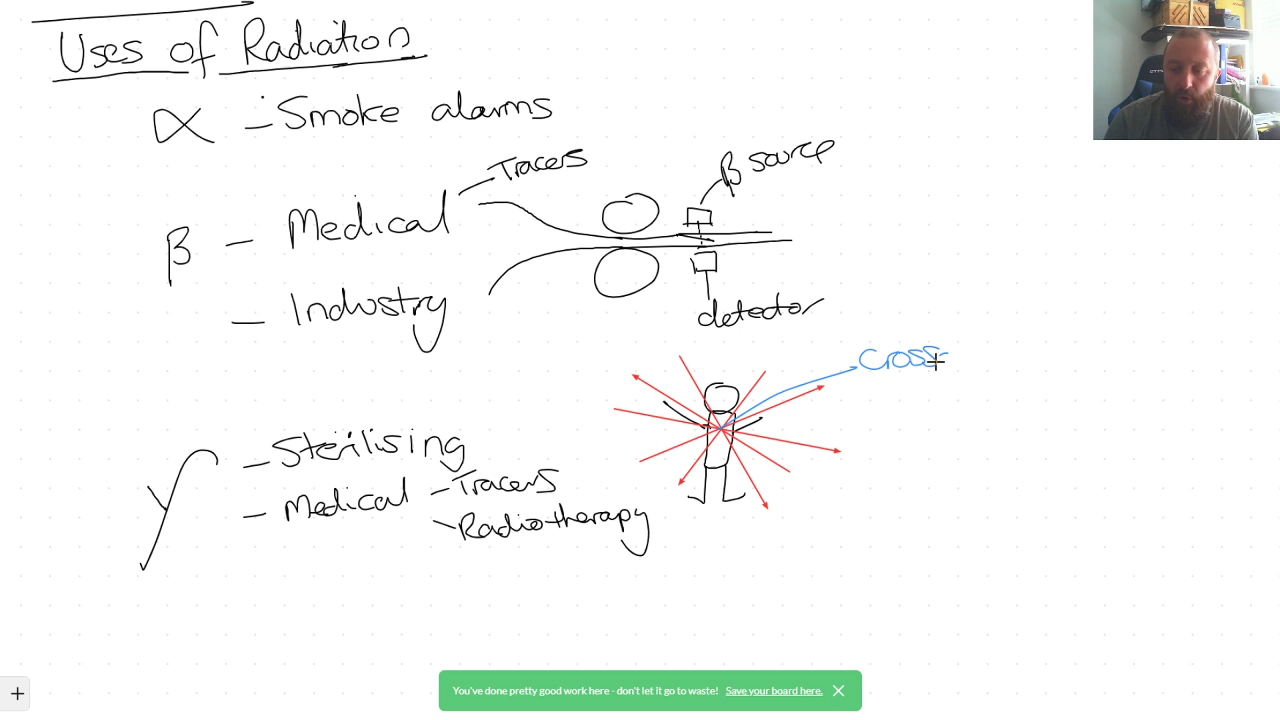 Uses of Radiation
α - Smoke alarms
β - Medical - Tracers
- Industry
β source
detector
Cross
γ - Sterilising
- Medical - Tracers
- Radiotherapy
You've done pretty good work here - don't let it go to waste! Save your board here.